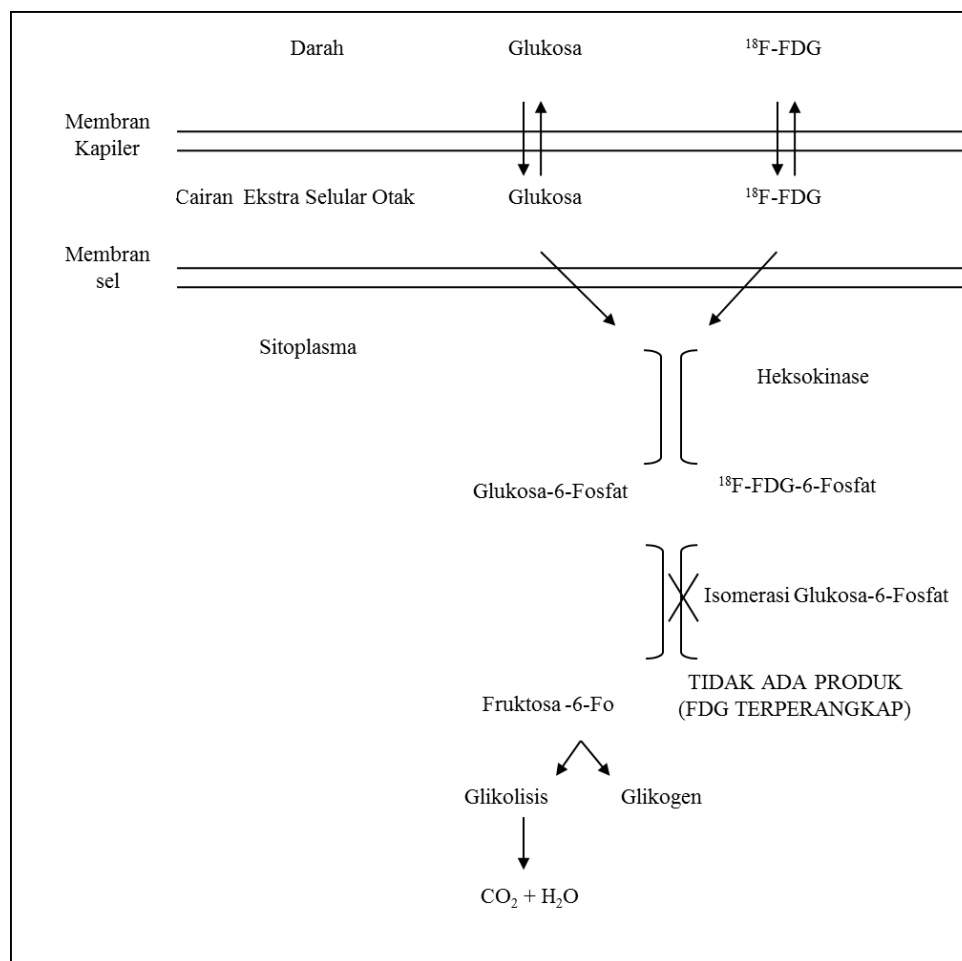 Darah
Glukosa
¹⁸F-FDG
Membran
Kapiler
Cairan Ekstra Selular Otak
Glukosa
¹⁸F-FDG
Membran
sel
Sitoplasma
Heksokinase
Glukosa-6-Fosfat
¹⁸F-FDG-6-Fosfat
Isomerasi Glukosa-6-Fosfat
TIDAK ADA PRODUK
(FDG TERPERANGKAP)
Fruktosa -6-Fo
Glikolisis
Glikogen
CO₂ + H₂O